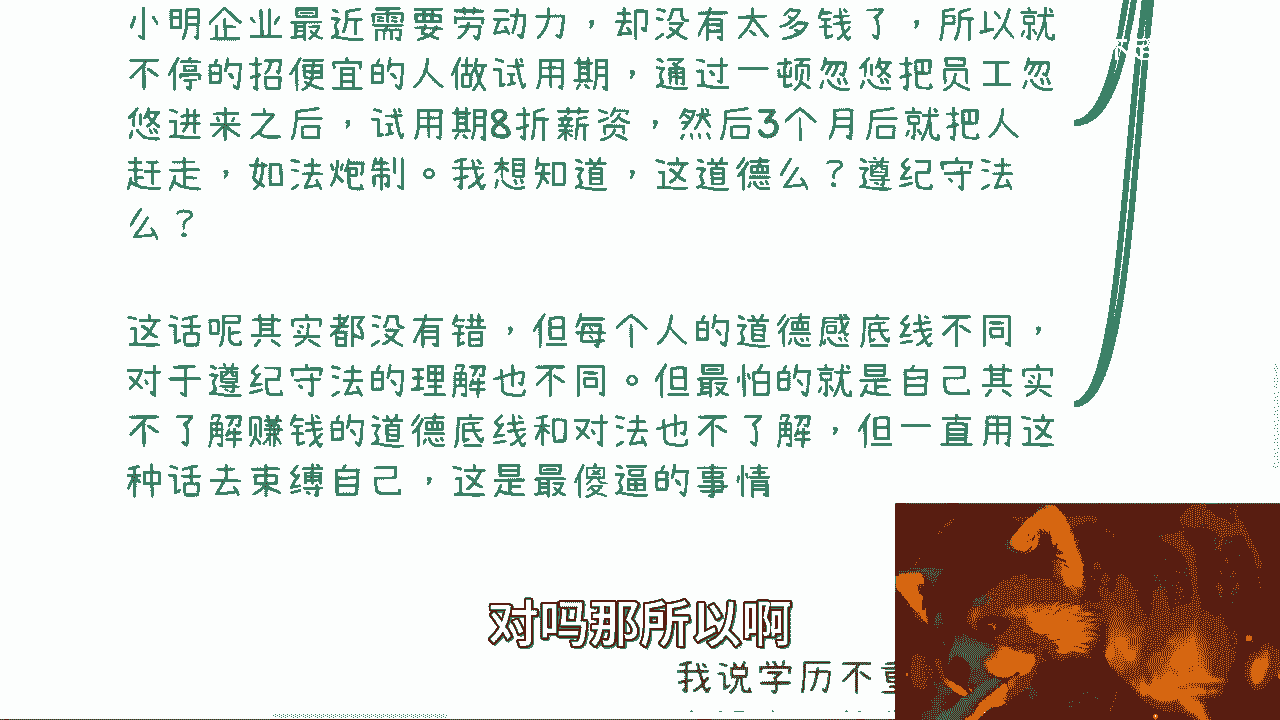 小明企业最近需要劳动力，却没有太多钱了，所以就
不停的招便宜的人做试用期，通过一顿忽悠把员工忽
悠进来之后，试用期8折薪资，然后3个月后就把人
赶走，如法炮制。我想知道，这道德么？遵纪守法
么？
这话呢其实都没有错，但每个人的道德感底线不同，
对于遵纪守法的理解也不同。但最怕的就是自己其实
不了解赚钱的道德底线和对法也不了解，但一直用这
种话去束缚自己，这是最傻逼的事情
对吗那所以啊
我说学历不重